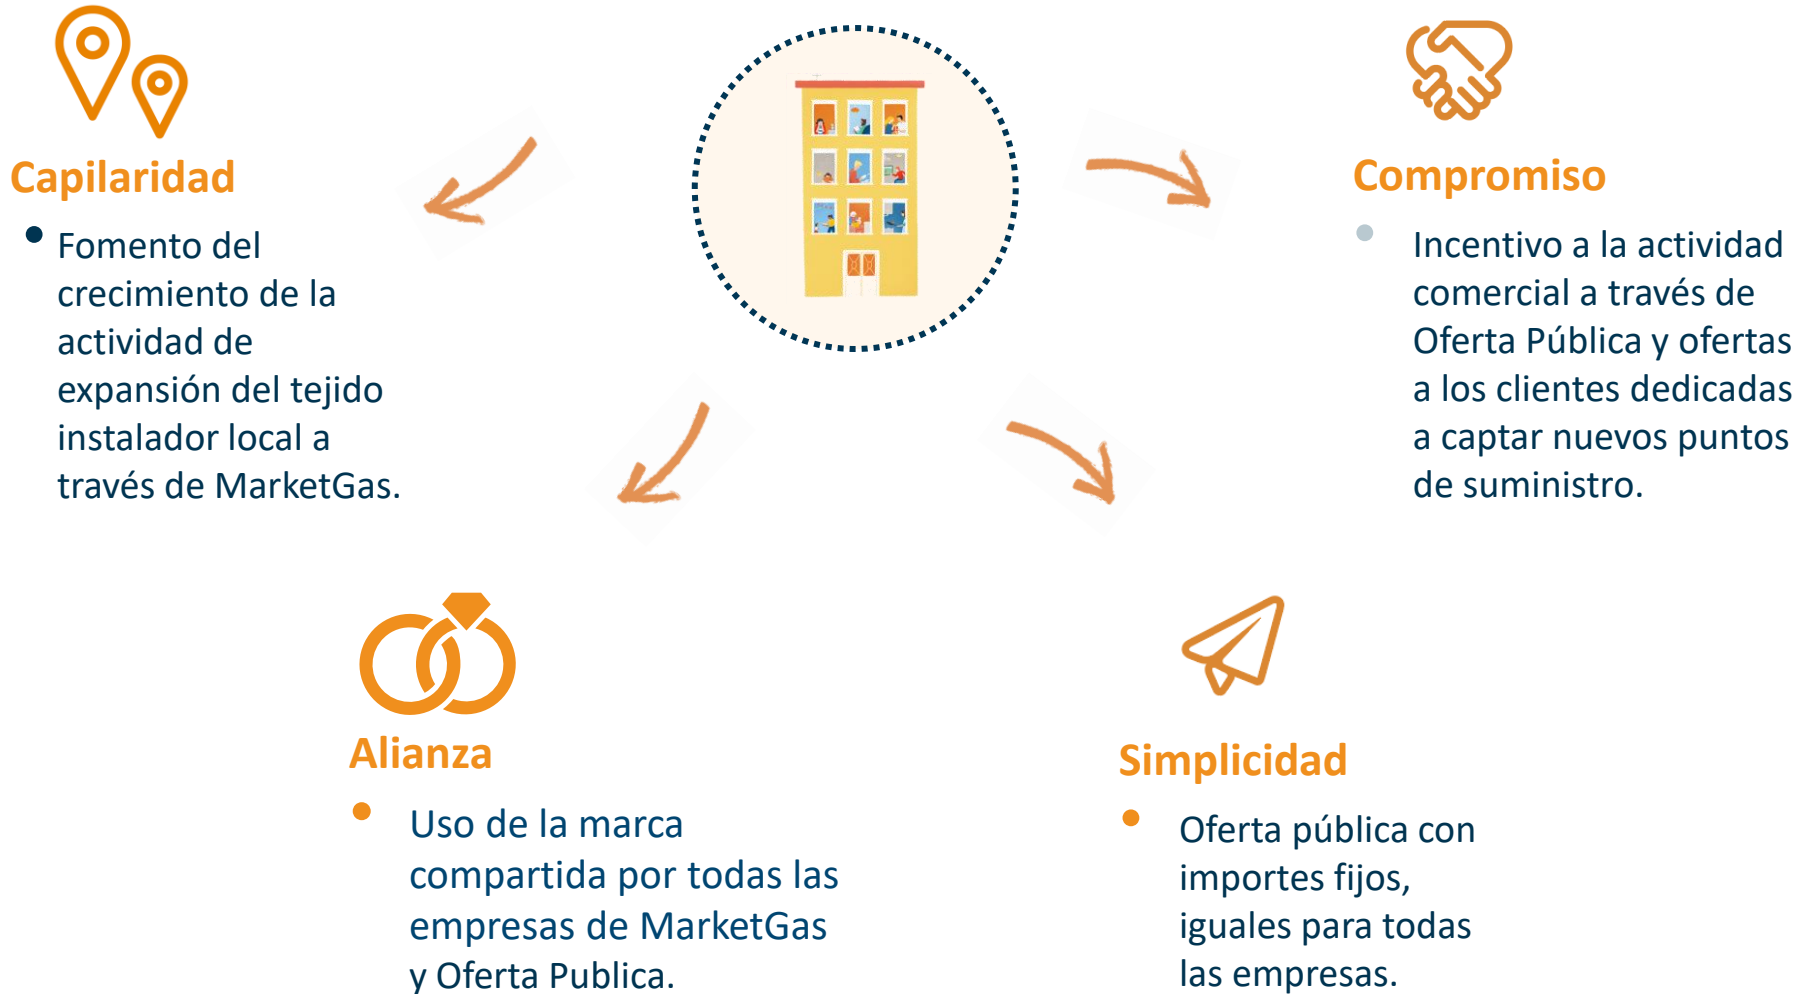 Capilaridad
• Fomento del
crecimiento de la
actividad de
expansión del tejido
instalador local a
través de MarketGas.
Compromiso
• Incentivo a la actividad
comercial a través de
Oferta Pública y ofertas
a los clientes dedicadas
a captar nuevos puntos
de suministro.
Alianza
• Uso de la marca
compartida por todas las
empresas de MarketGas
y Oferta Publica.
Simplicidad
• Oferta pública con
importes fijos,
iguales para todas
las empresas.